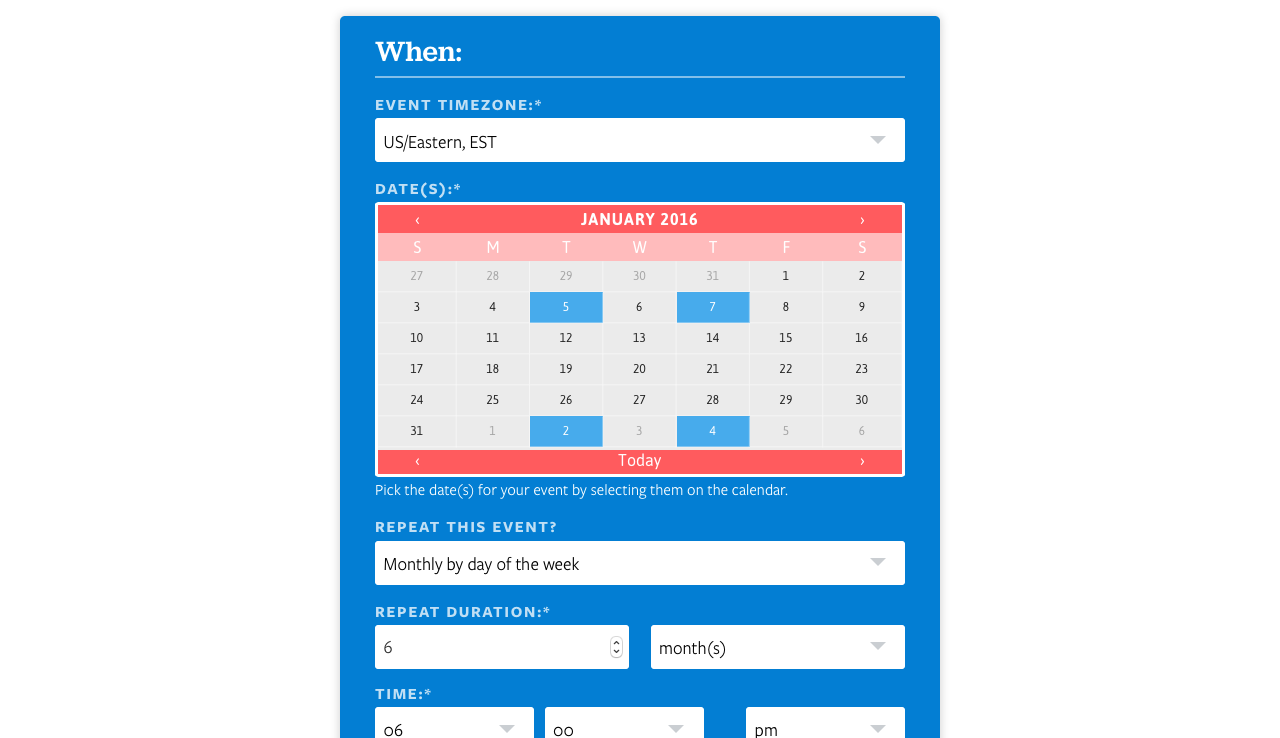 When:
EVENT TIMEZONE:*
US/Eastern, EST
DATE(S):*
‹ JANUARY 2016 ›
S M T W T F S
27 28 29 30 31 1 2
3 4 5 6 7 8 9
10 11 12 13 14 15 16
17 18 19 20 21 22 23
24 25 26 27 28 29 30
31 1 2 3 4 5 6
‹ Today ›
Pick the date(s) for your event by selecting them on the calendar.
REPEAT THIS EVENT?
Monthly by day of the week
REPEAT DURATION:*
6 month(s)
TIME:*
06 00 pm